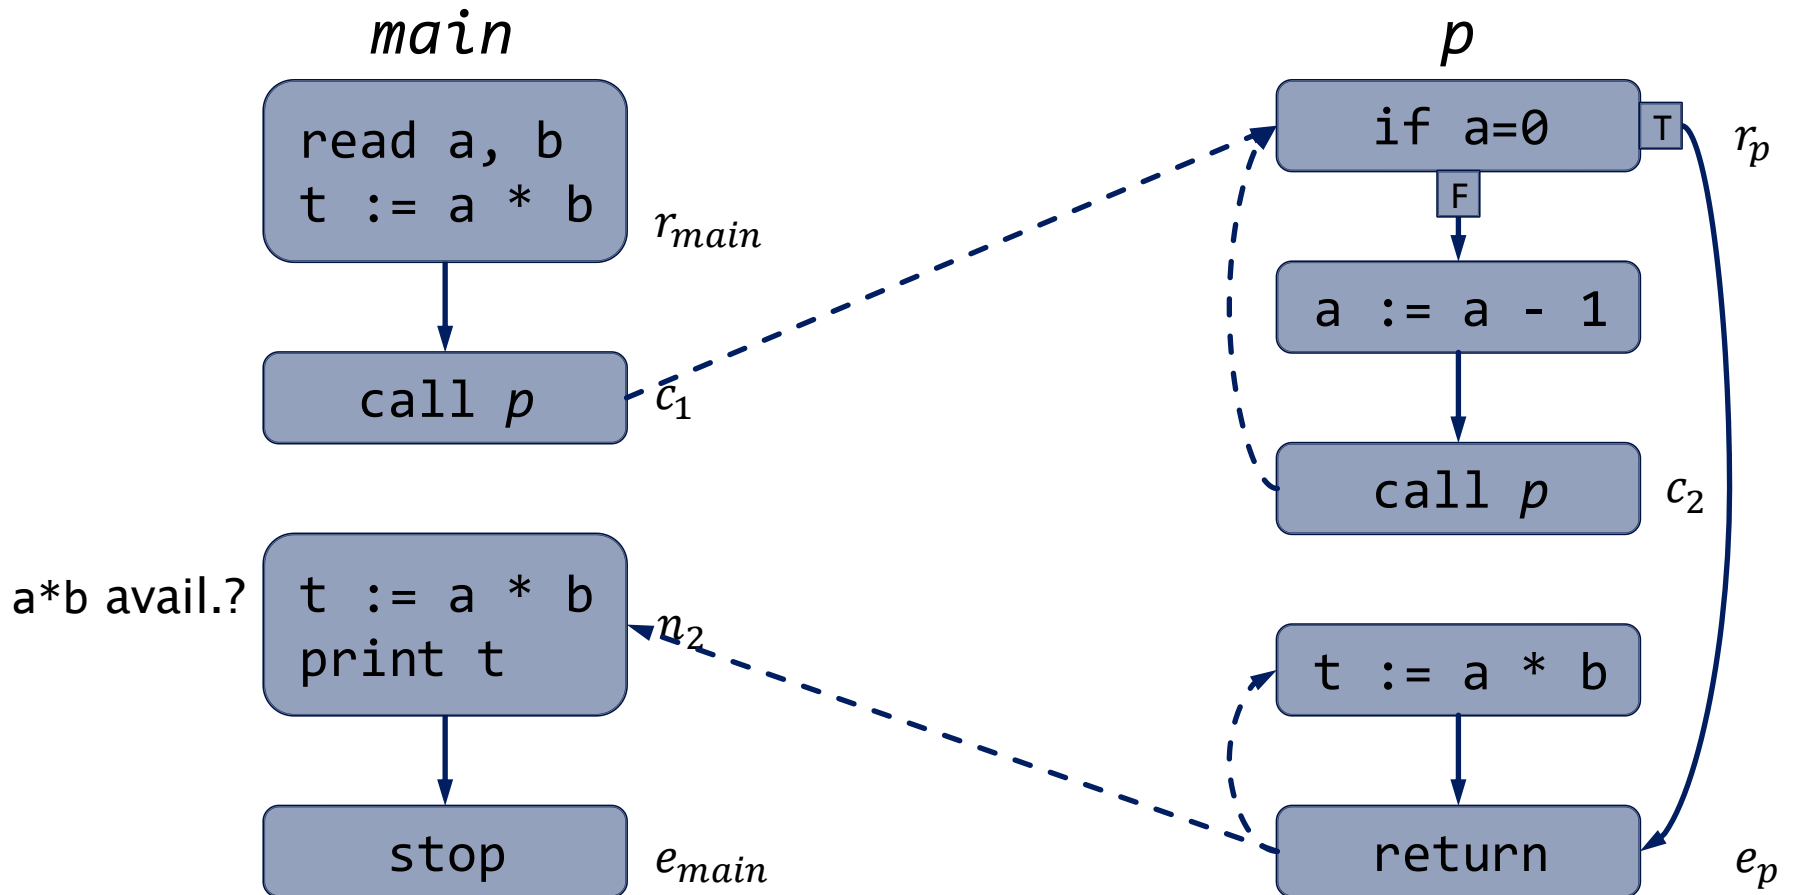 main
read a, b
t := a * b
r_main
call p
c_1
a*b avail.?
t := a * b
print t
n_2
stop
e_main
p
if a=0
T
r_p
F
a := a - 1
call p
c_2
t := a * b
return
e_p